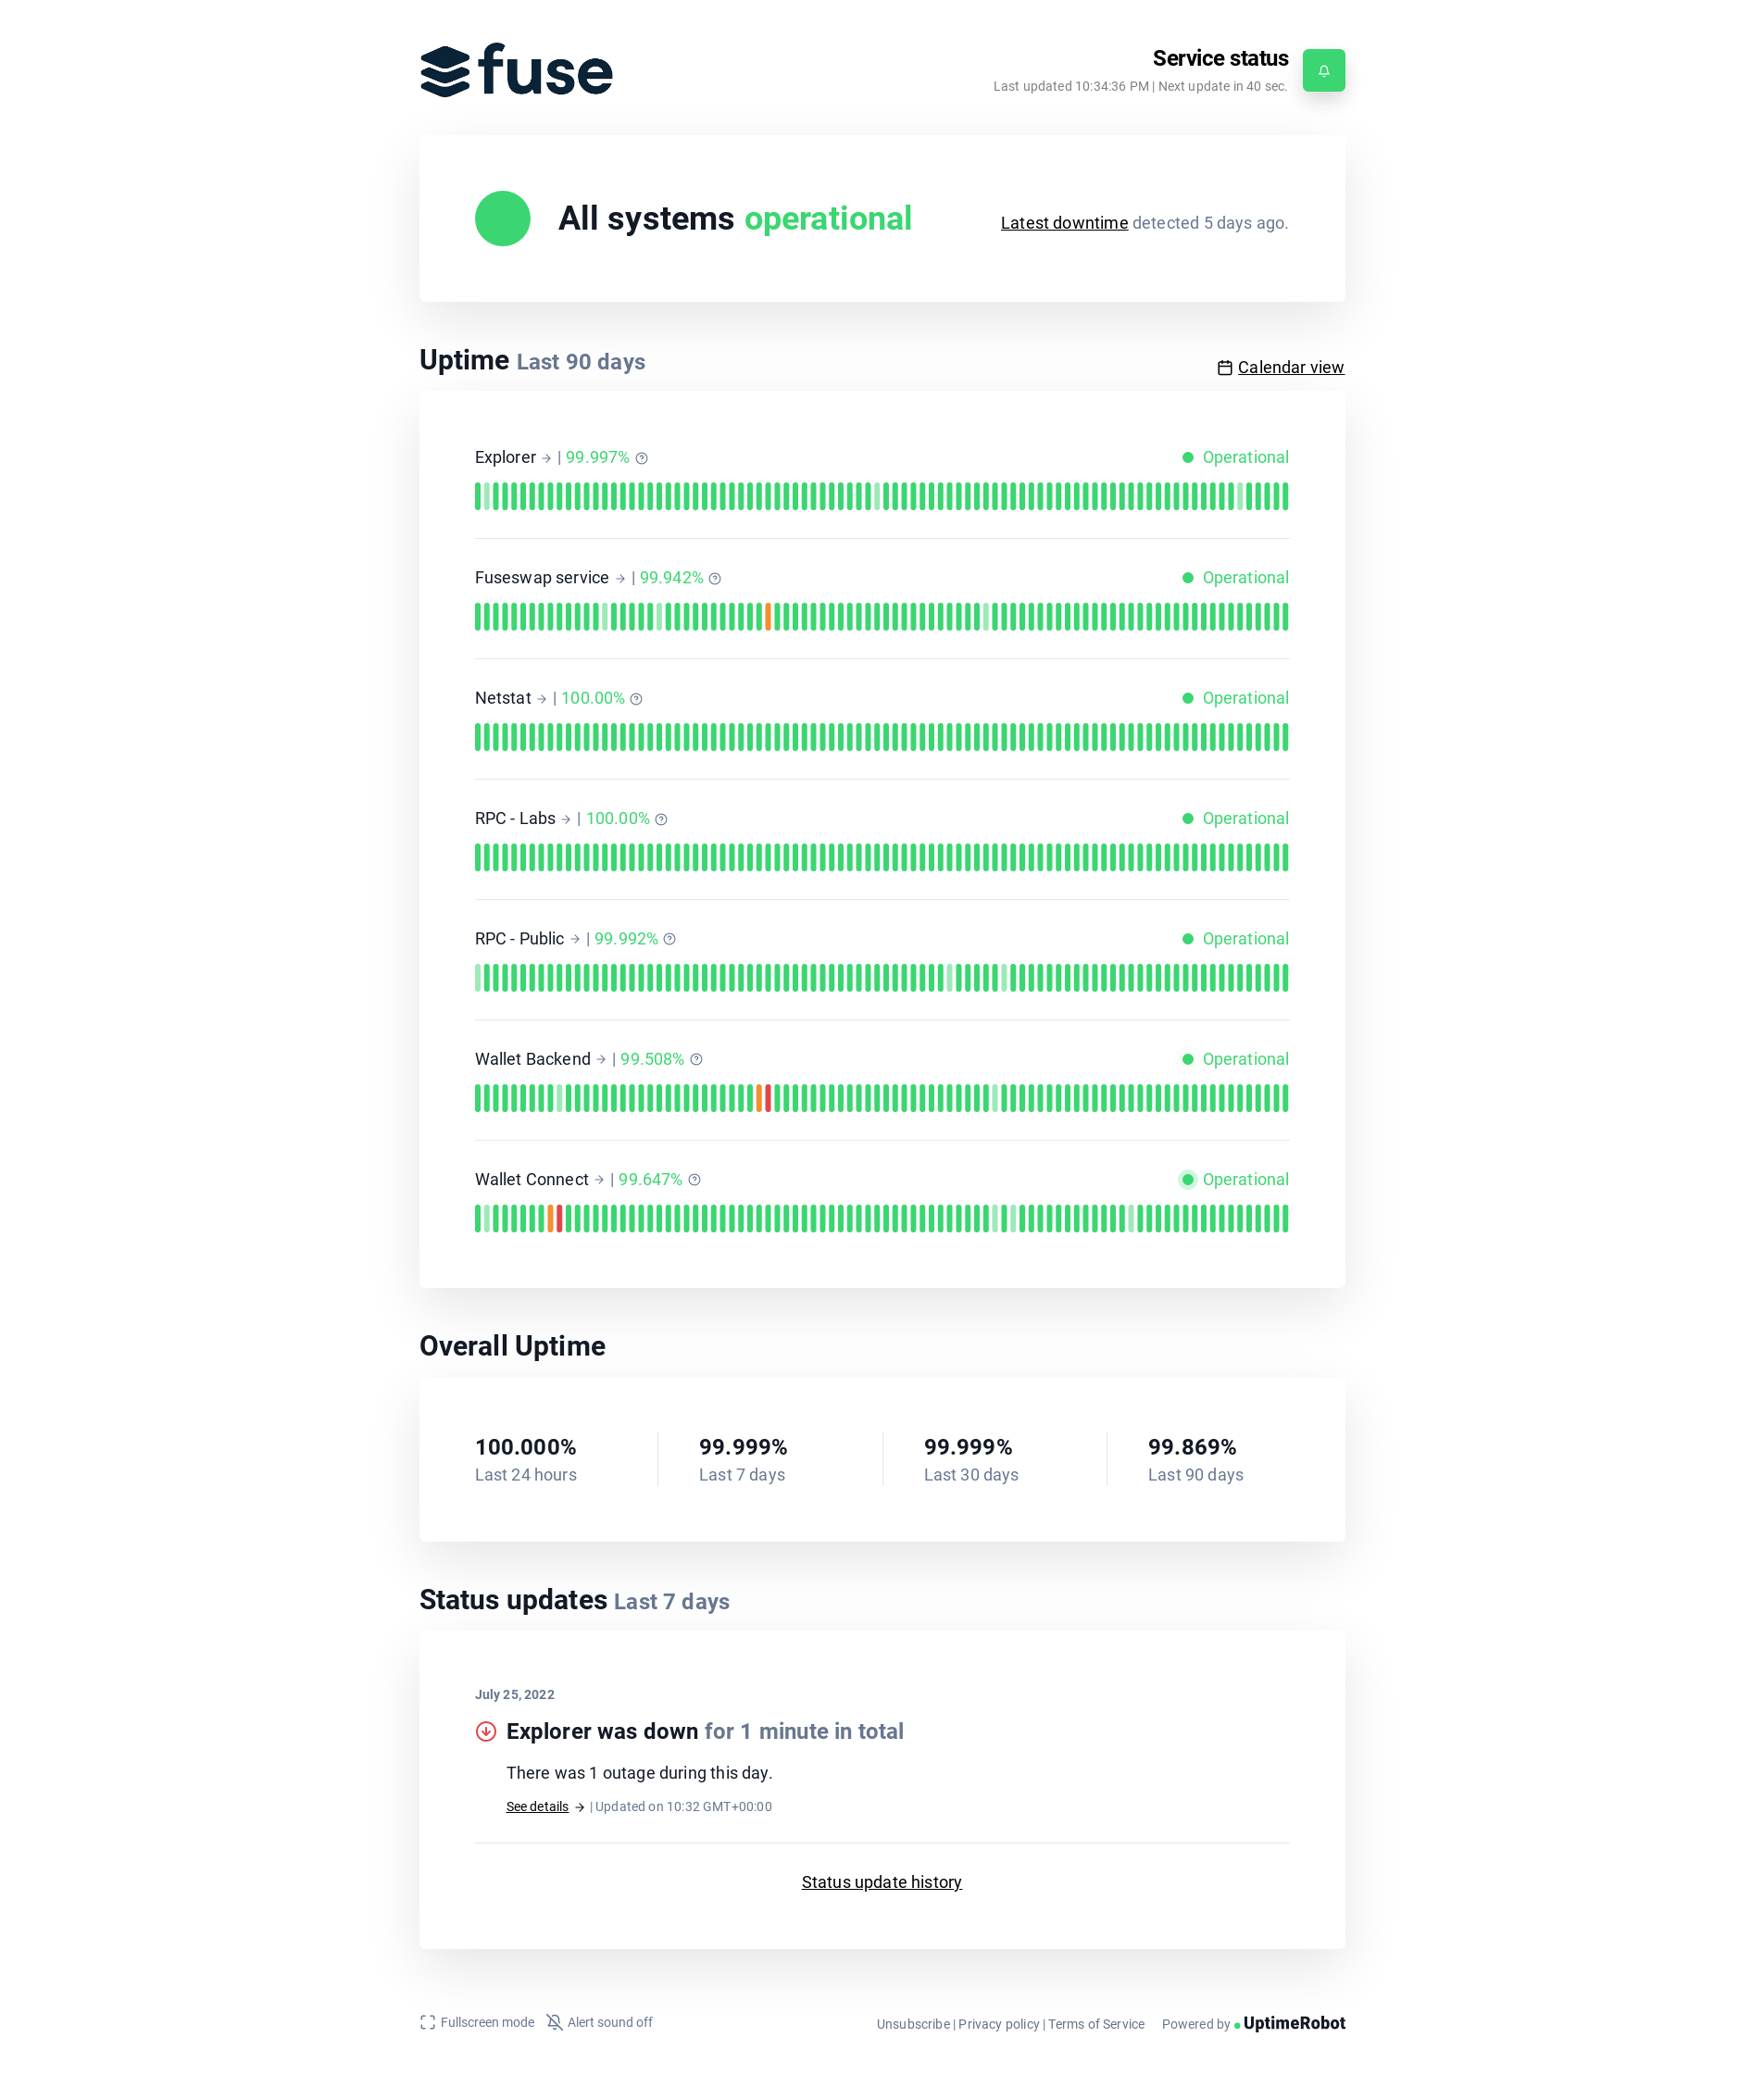 fuse
Service status
Last updated 10:34:36 PM | Next update in 40 sec.
All systems operational
Latest downtime detected 5 days ago.
Uptime Last 90 days
Calendar view
Explorer → | 99.997%
Operational
Fuseswap service → | 99.942%
Operational
Netstat → | 100.00%
Operational
RPC - Labs → | 100.00%
Operational
RPC - Public → | 99.992%
Operational
Wallet Backend → | 99.508%
Operational
Wallet Connect → | 99.647%
Operational
Overall Uptime
100.000%
Last 24 hours
99.999%
Last 7 days
99.999%
Last 30 days
99.869%
Last 90 days
Status updates Last 7 days
July 25, 2022
Explorer was down for 1 minute in total
There was 1 outage during this day.
See details → | Updated on 10:32 GMT+00:00
Status update history
Fullscreen mode
Alert sound off
Unsubscribe | Privacy policy | Terms of Service
Powered by UptimeRobot